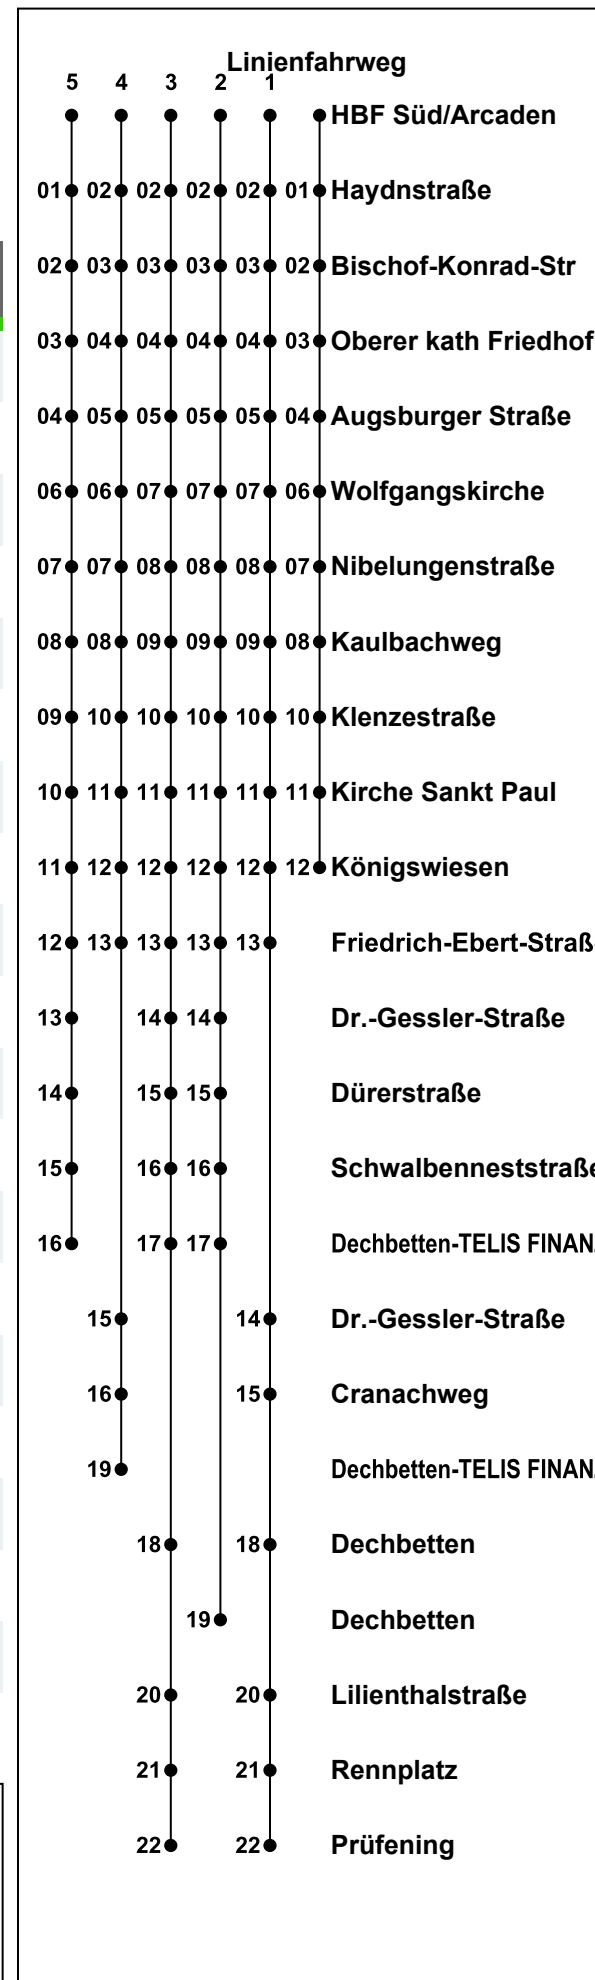 Linienfahrweg
5 4 3 2 1
HBF Süd/Arcaden
01 02 02 02 02 01 Haydnstraße
02 03 03 03 03 02 Bischof-Konrad-Str
03 04 04 04 04 03 Oberer kath Friedhof
04 05 05 05 05 04 Augsburger Straße
06 06 07 07 07 06 Wolfgangskirche
07 07 08 08 08 07 Nibelungenstraße
08 08 09 09 09 08 Kaulbachweg
09 10 10 10 10 10 Klenzestraße
10 11 11 11 11 11 Kirche Sankt Paul
11 12 12 12 12 12 Königswiesen
12 13 13 13 13 Friedrich-Ebert-Straß
13 14 14 Dr.-Gessler-Straße
14 15 15 Dürerstraße
15 16 16 Schwalbenneststraße
16 17 17 Dechbetten-TELIS FINAN
15 14 Dr.-Gessler-Straße
16 15 Cranachweg
19 Dechbetten-TELIS FINAN
18 18 Dechbetten
19 Dechbetten
20 20 Lilienthalstraße
21 21 Rennplatz
22 22 Prüfening